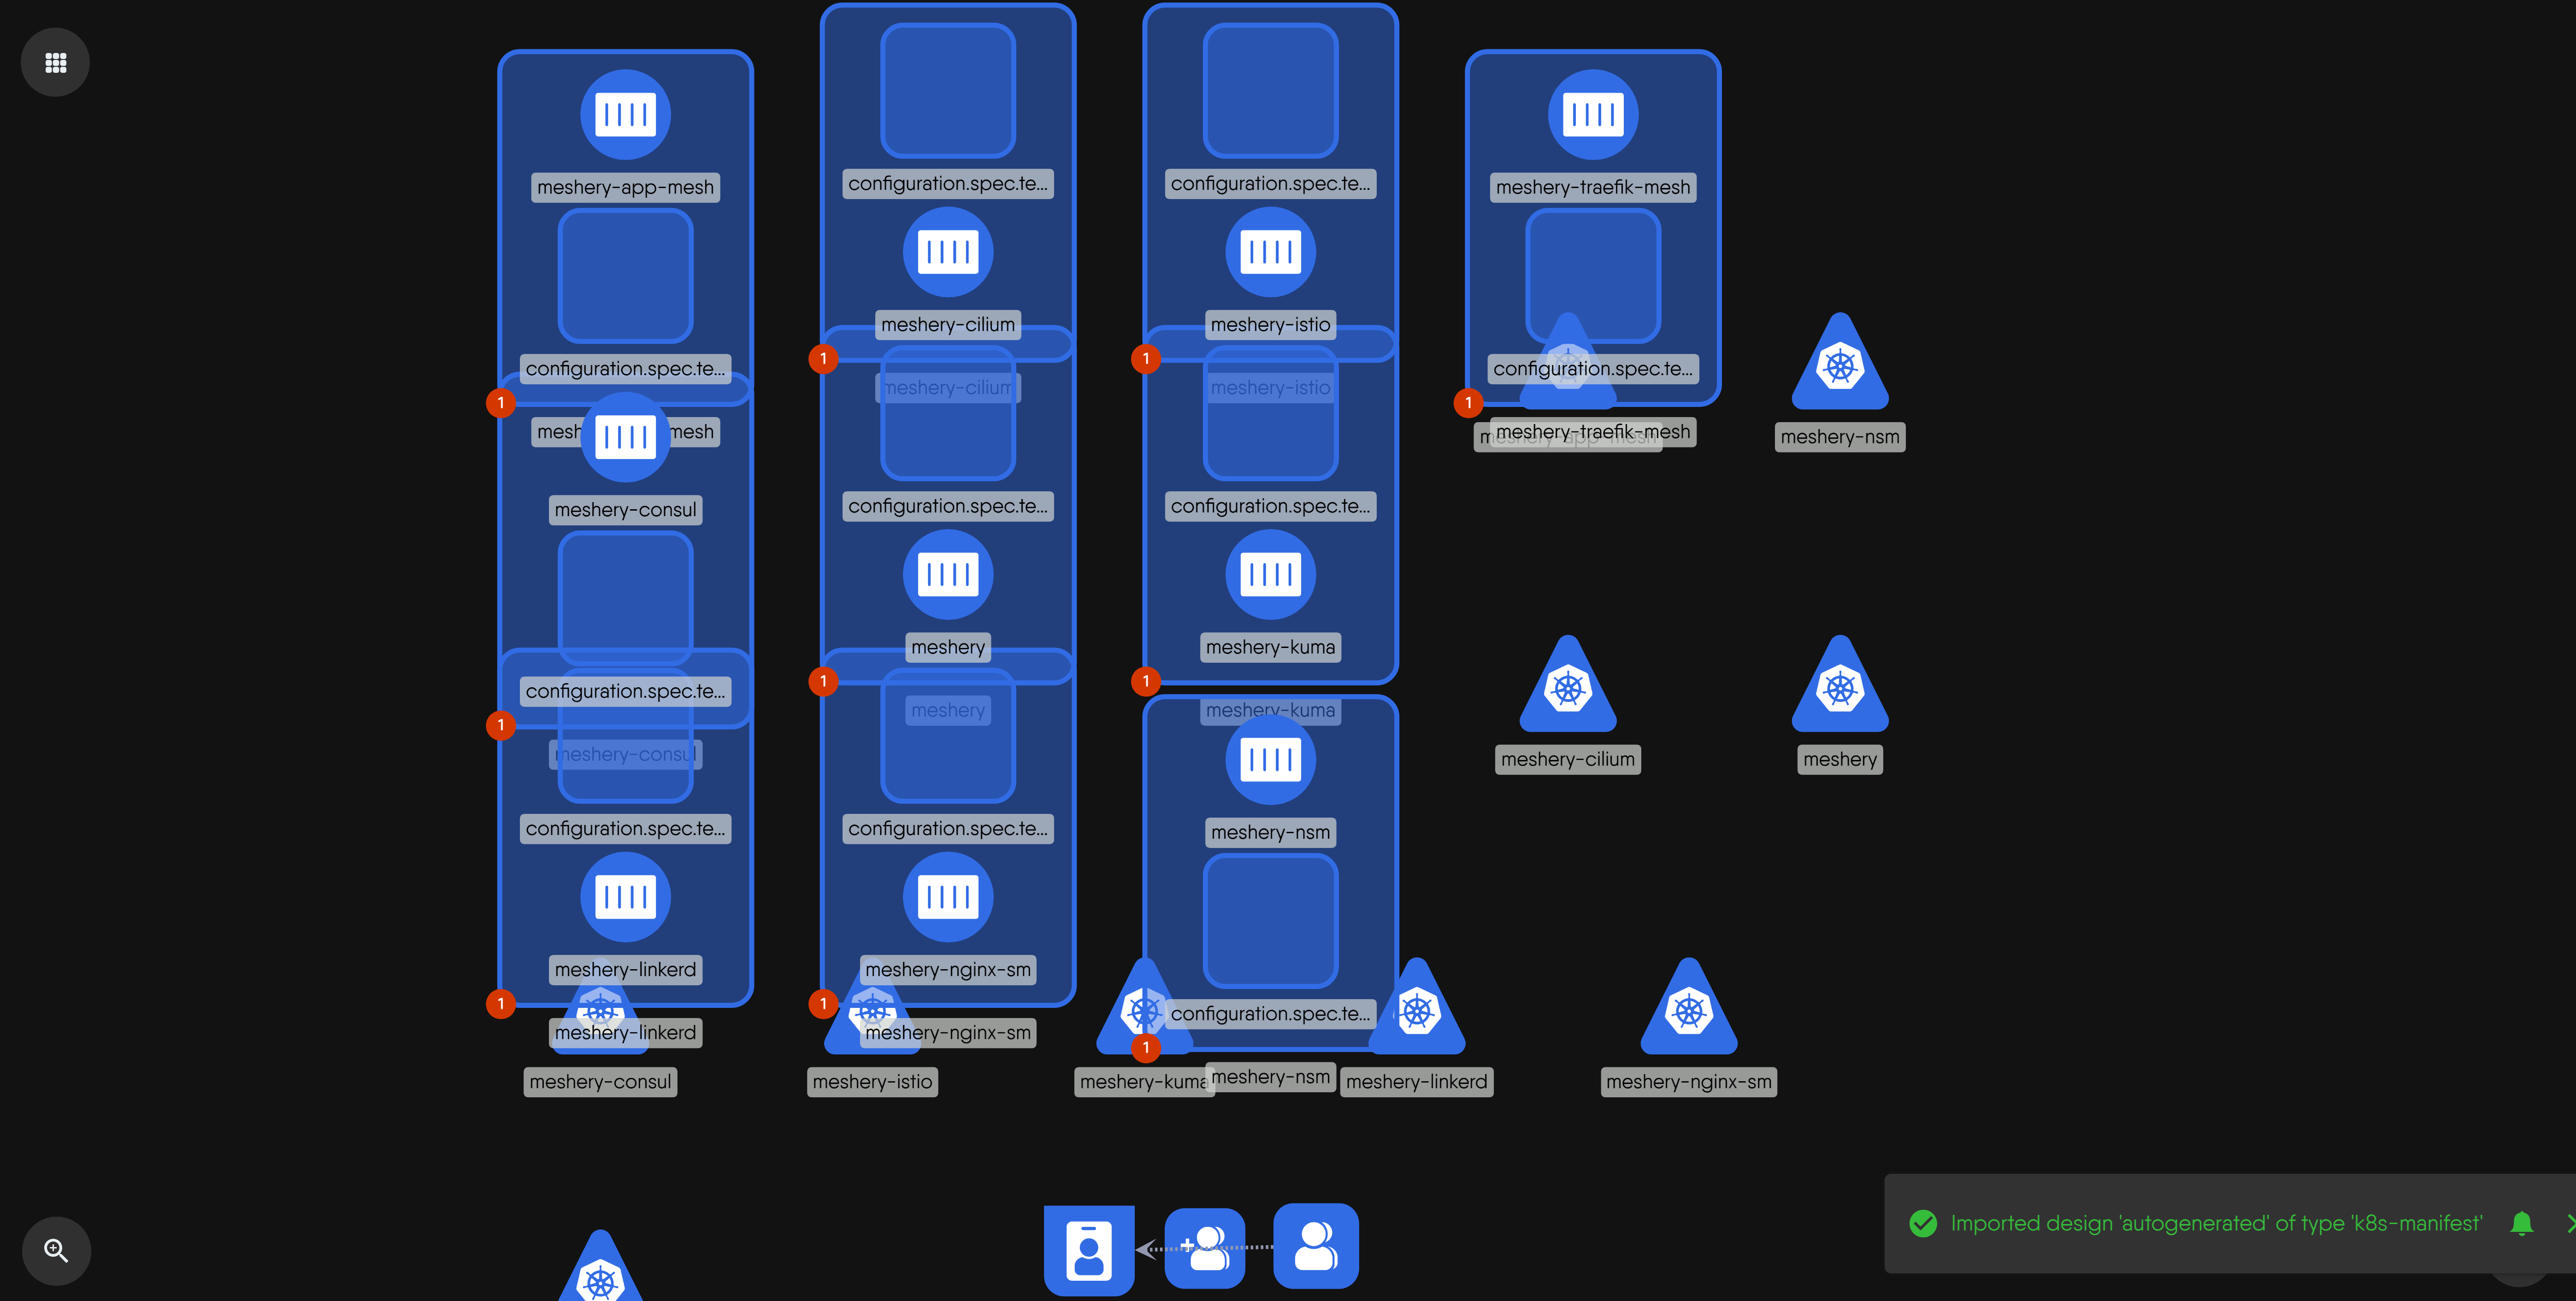 meshery-app-mesh
configuration.spec.te...
1
mesh mesh
meshery-consul
configuration.spec.te...
1
meshery-consul
configuration.spec.te...
meshery-linkerd
1
meshery-linkerd
meshery-consul
configuration.spec.te...
meshery-cilium
1
meshery-cilium
configuration.spec.te...
meshery
1
meshery
configuration.spec.te...
meshery-nginx-sm
1
meshery-nginx-sm
meshery-istio
configuration.spec.te...
meshery-istio
1
meshery-istio
configuration.spec.te...
meshery-kuma
1
meshery-kuma
meshery-nsm
configuration.spec.te...
1
meshery-kuma
meshery-nsm
meshery-linkerd
meshery-traefik-mesh
configuration.spec.te...
1
meshery-traefik-mesh
meshery-nsm
meshery-cilium
meshery
meshery-nginx-sm
Imported design 'autogenerated' of type 'k8s-manifest'